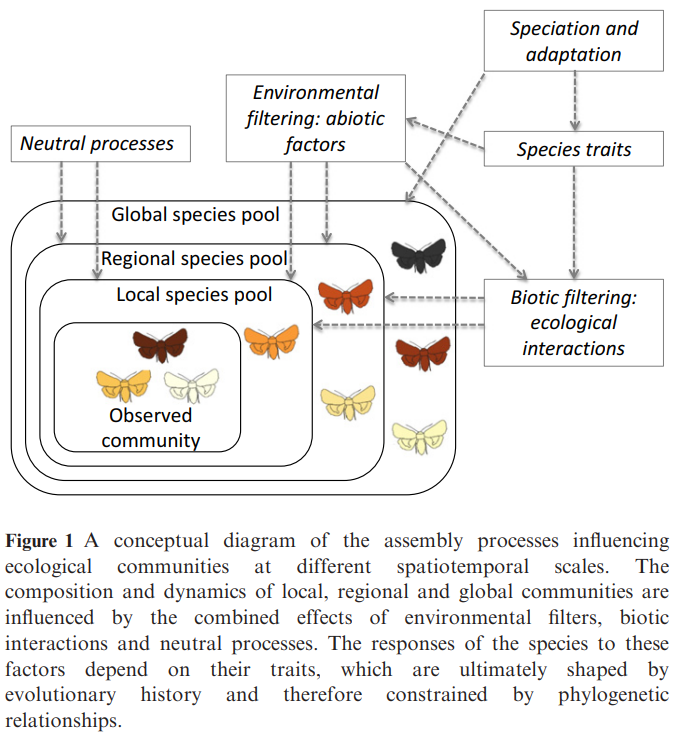 Speciation and
adaptation
Environmental
filtering: abiotic
factors
Neutral processes
Species traits
Global species pool
Regional species pool
Local species pool
Biotic filtering:
ecological
interactions
Observed
community
Figure 1 A conceptual diagram of the assembly processes influencing
ecological communities at different spatiotemporal scales. The
composition and dynamics of local, regional and global communities are
influenced by the combined effects of environmental filters, biotic
interactions and neutral processes. The responses of the species to these
factors depend on their traits, which are ultimately shaped by
evolutionary history and therefore constrained by phylogenetic
relationships.